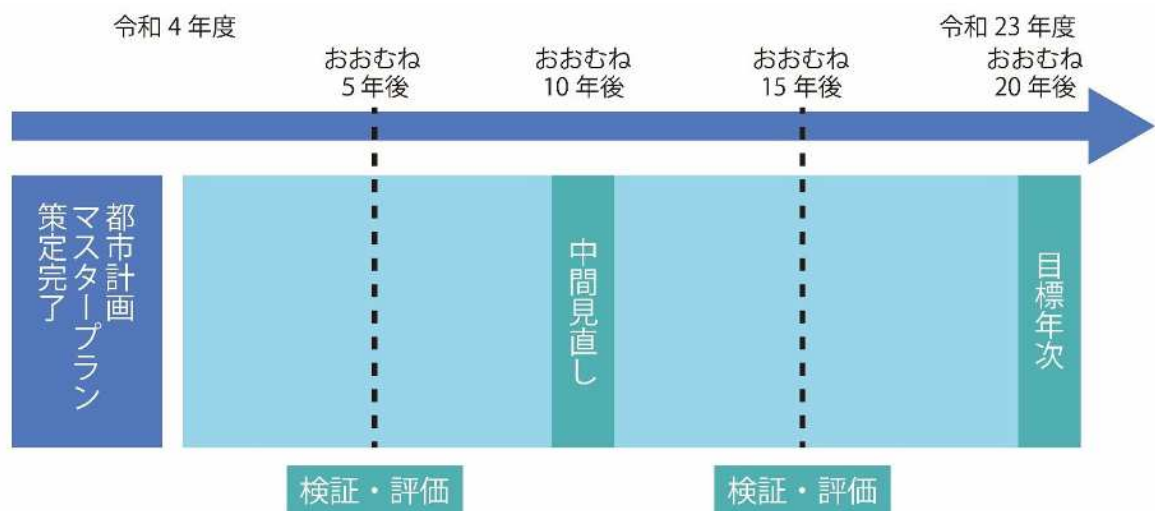 令和 4 年度
令和 23 年度
おおむね
5 年後
おおむね
10 年後
おおむね
15 年後
おおむね
20 年後
都市計画
マスタープラン
策定完了
中間見直し
目標年次
検証・評価
検証・評価